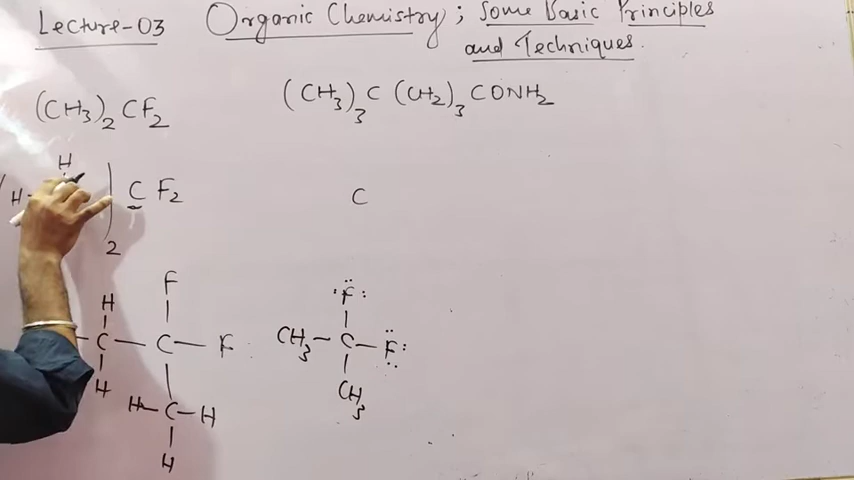 Lecture-03 Organic Chemistry; Some Basic Principles
and Techniques.
(CH3)2CF2 (CH3)3C(CH2)3CONH2
H
H- )2 CF2 C
F :F:
H
C - C - F CH3 - C - F:
H
H - C - H CH3
H